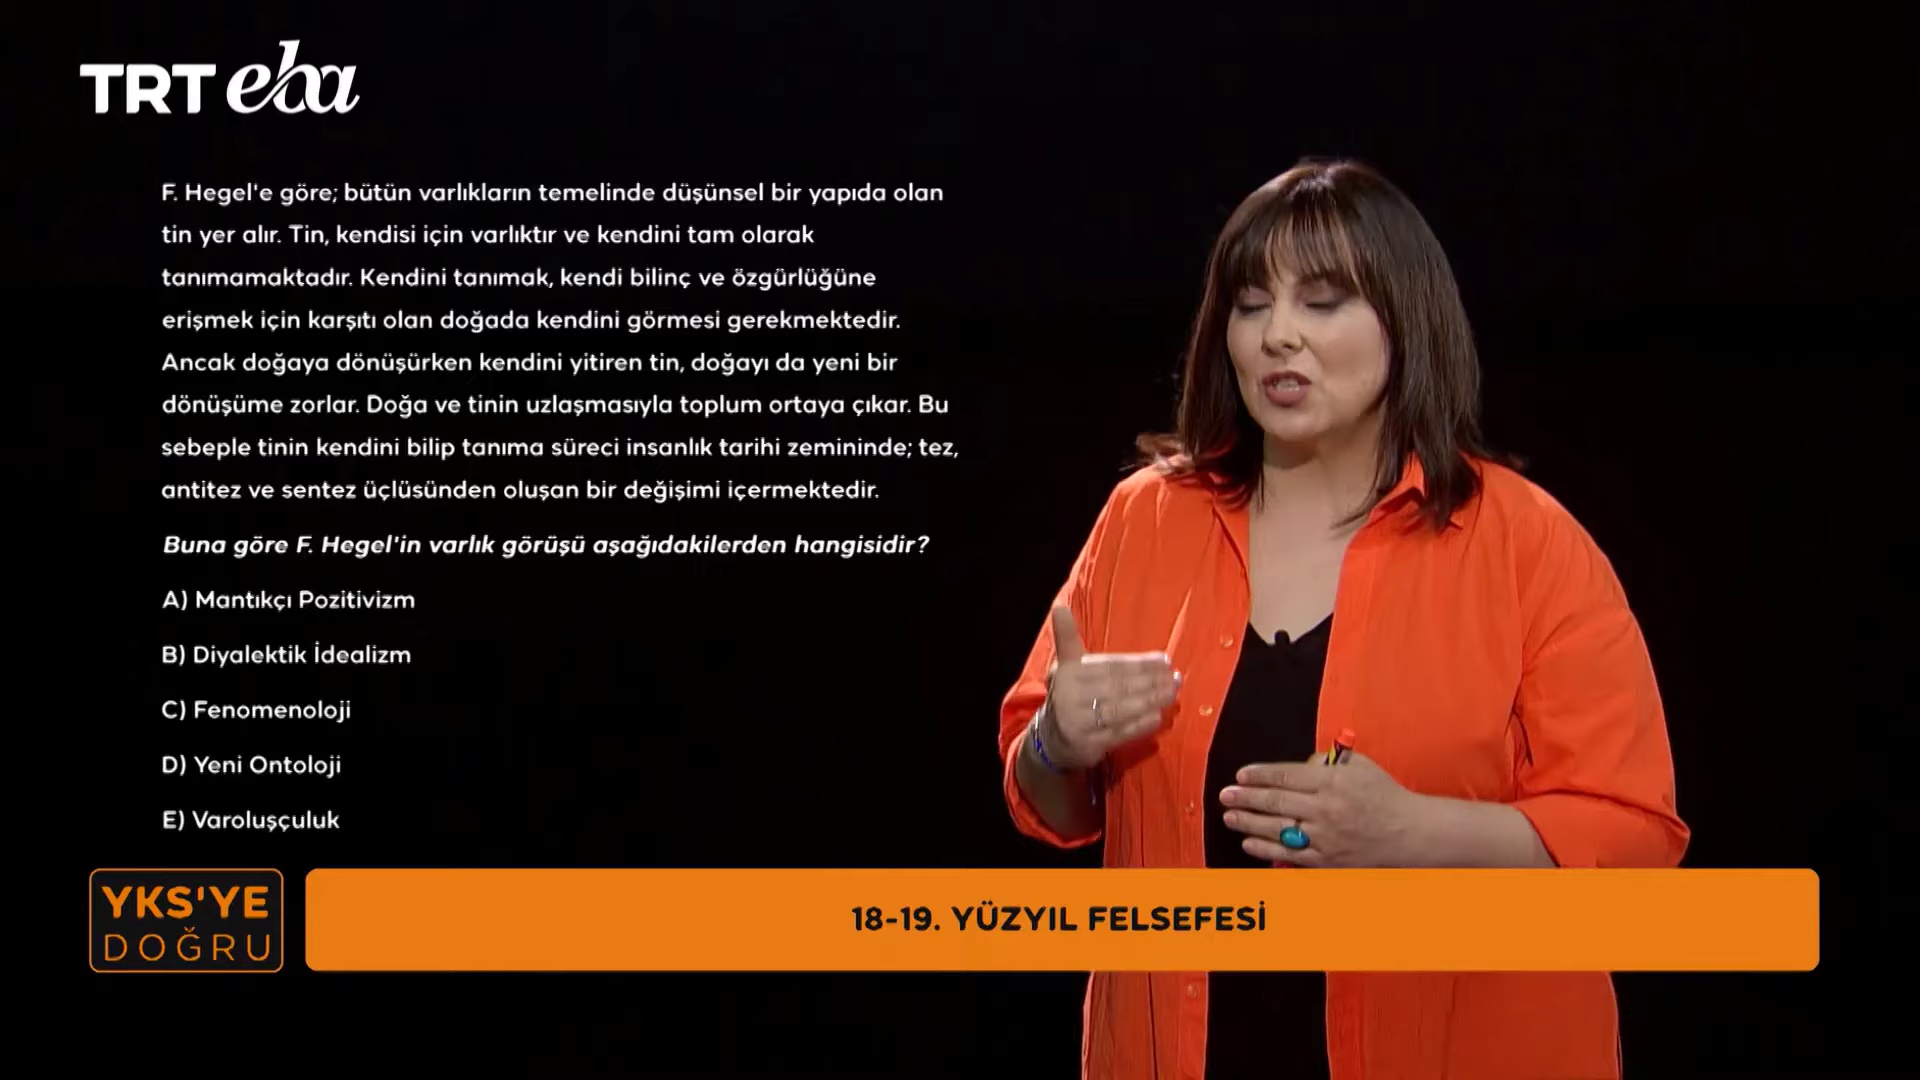 TRT eba
F. Hegel'e göre; bütün varlıkların temelinde düşünsel bir yapıda olan
tin yer alır. Tin, kendisi için varlıktır ve kendini tam olarak
tanımamaktadır. Kendini tanımak, kendi bilinç ve özgürlüğüne
erişmek için karşıtı olan doğada kendini görmesi gerekmektedir.
Ancak doğaya dönüşürken kendini yitiren tin, doğayı da yeni bir
dönüşüme zorlar. Doğa ve tinin uzlaşmasıyla toplum ortaya çıkar. Bu
sebeple tinin kendini bilip tanıma süreci insanlık tarihi zemininde; tez,
antitez ve sentez üçlüsünden oluşan bir değişimi içermektedir.
Buna göre F. Hegel'in varlık görüşü aşağıdakilerden hangisidir?
A) Mantıkçı Pozitivizm
B) Diyalektik İdealizm
C) Fenomenoloji
D) Yeni Ontoloji
E) Varoluşçuluk
YKS'YE
DOĞRU
18-19. YÜZYIL FELSEFESİ